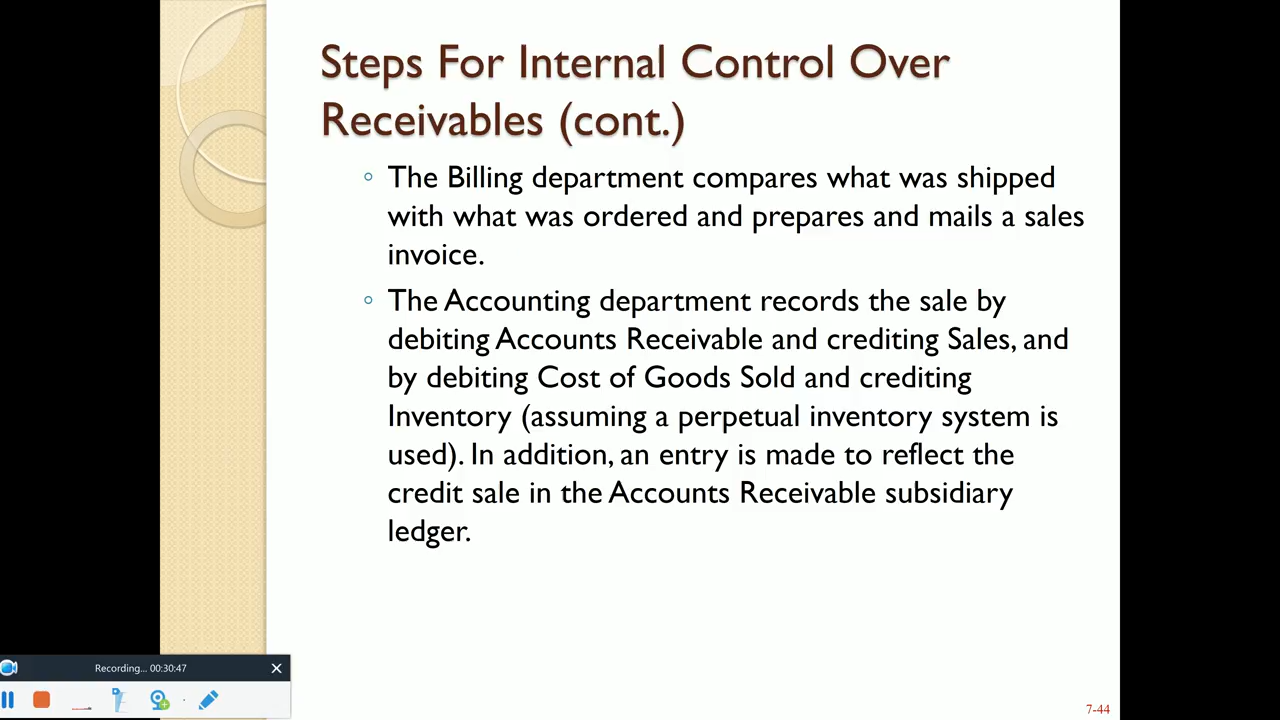 Steps For Internal Control Over
Receivables (cont.)
The Billing department compares what was shipped
with what was ordered and prepares and mails a sales
invoice.
The Accounting department records the sale by
debiting Accounts Receivable and crediting Sales, and
by debiting Cost of Goods Sold and crediting
Inventory (assuming a perpetual inventory system is
used). In addition, an entry is made to reflect the
credit sale in the Accounts Receivable subsidiary
ledger.
Recording... 00:30:47
7-44